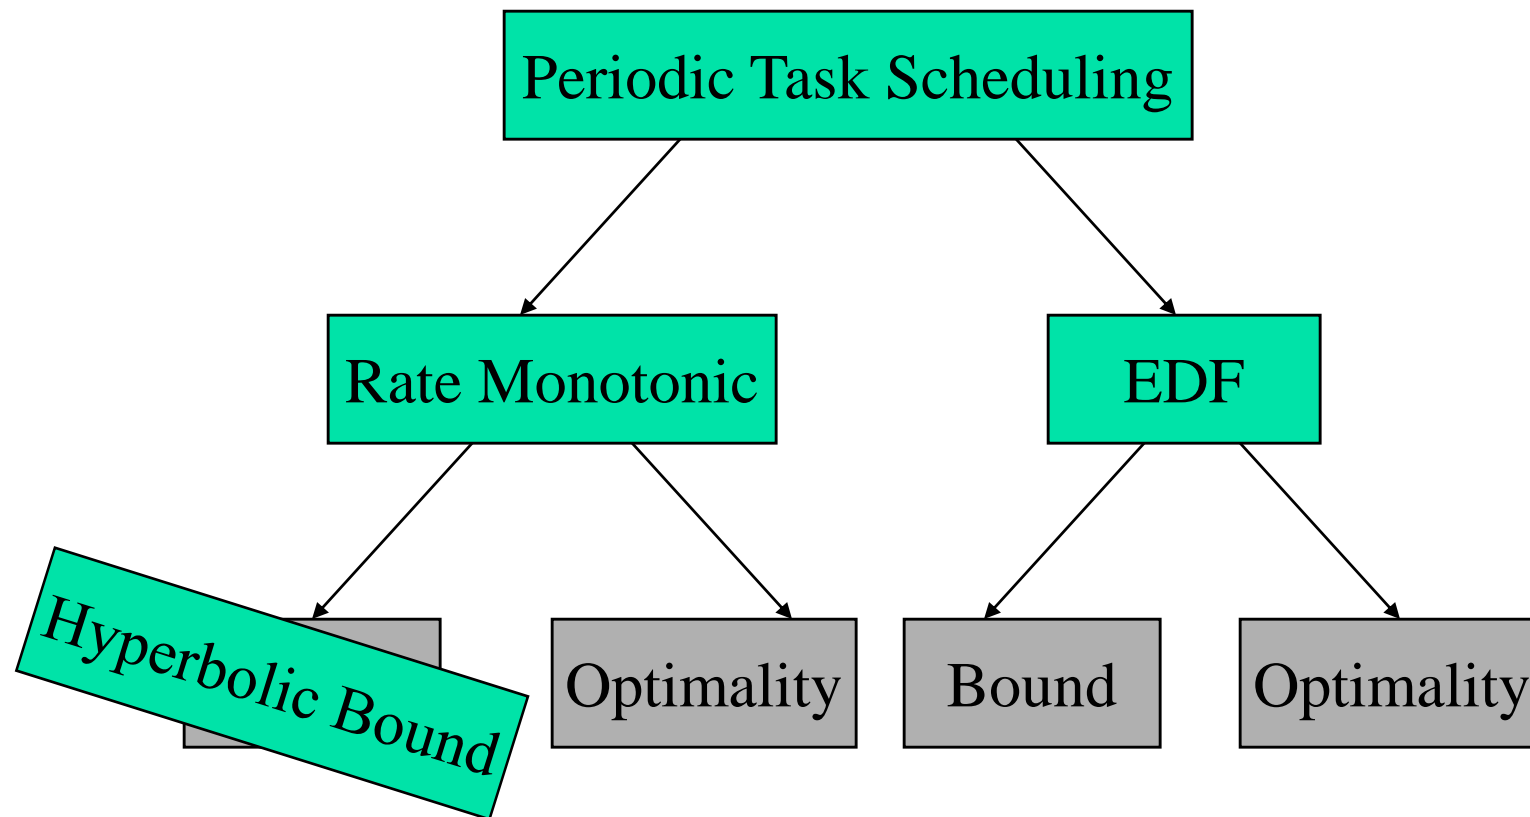 Periodic Task Scheduling
Rate Monotonic
EDF
Hyperbolic Bound
Optimality
Bound
Optimality